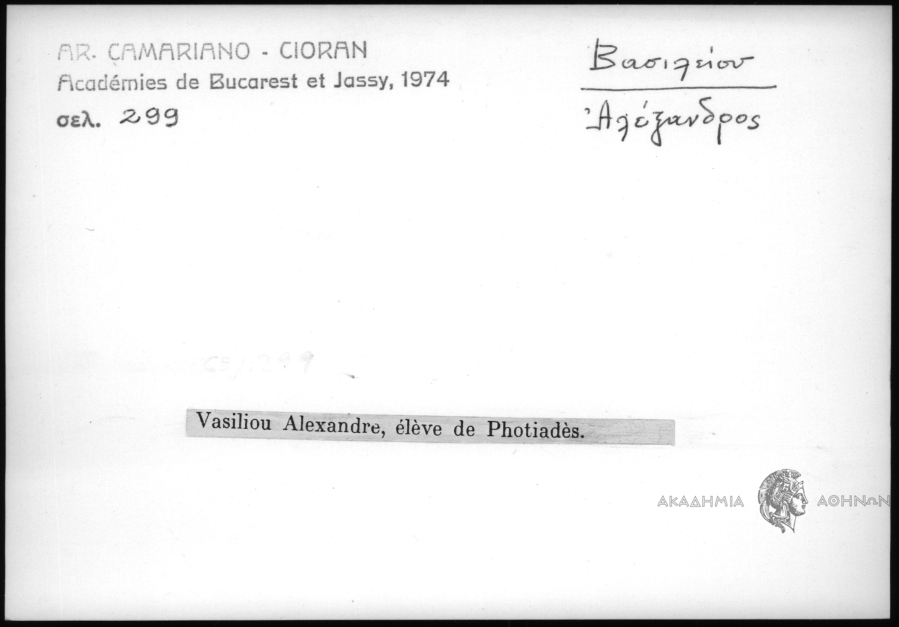 AR. CAMARIANO - CIORAN
Académies de Bucarest et Jassy, 1974
σελ. 299
Βασιλείου
Ἀλέξανδρος
Vasiliou Alexandre, élève de Photiadès.
ΑΚΑΔΗΜΙΑ ΑΘΗΝΩΝ